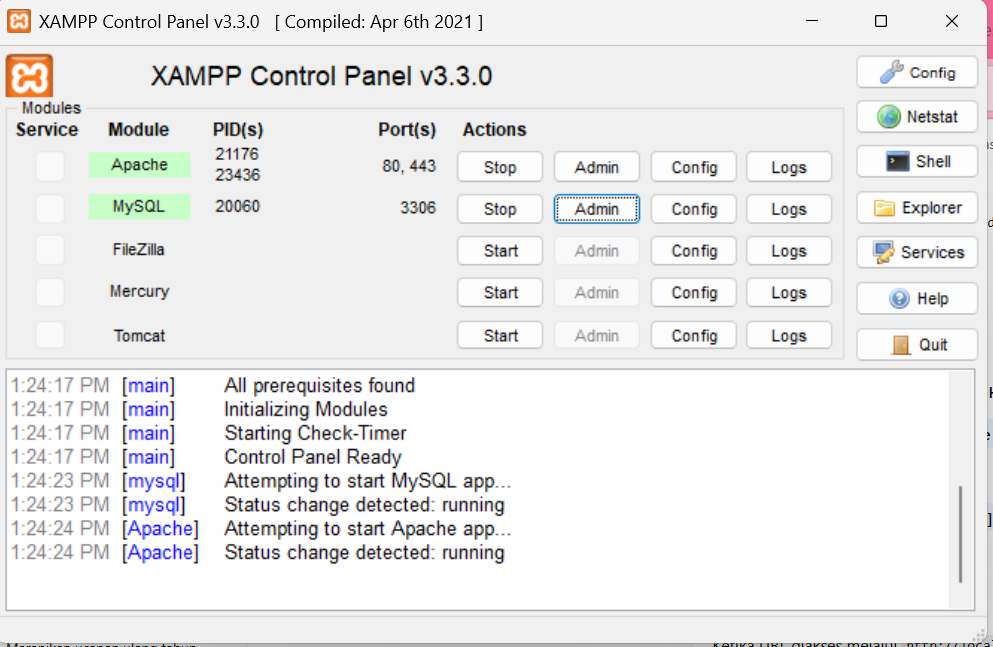 XAMPP Control Panel v3.3.0 [ Compiled: Apr 6th 2021 ]
XAMPP Control Panel v3.3.0
Config
Netstat
Shell
Explorer
Services
Help
Quit
Modules
Service Module PID(s) Port(s) Actions
Apache 21176 23436 80, 443 Stop Admin Config Logs
MySQL 20060 3306 Stop Admin Config Logs
FileZilla Start Admin Config Logs
Mercury Start Admin Config Logs
Tomcat Start Admin Config Logs
1:24:17 PM [main] All prerequisites found
1:24:17 PM [main] Initializing Modules
1:24:17 PM [main] Starting Check-Timer
1:24:17 PM [main] Control Panel Ready
1:24:23 PM [mysql] Attempting to start MySQL app...
1:24:23 PM [mysql] Status change detected: running
1:24:24 PM [Apache] Attempting to start Apache app...
1:24:24 PM [Apache] Status change detected: running